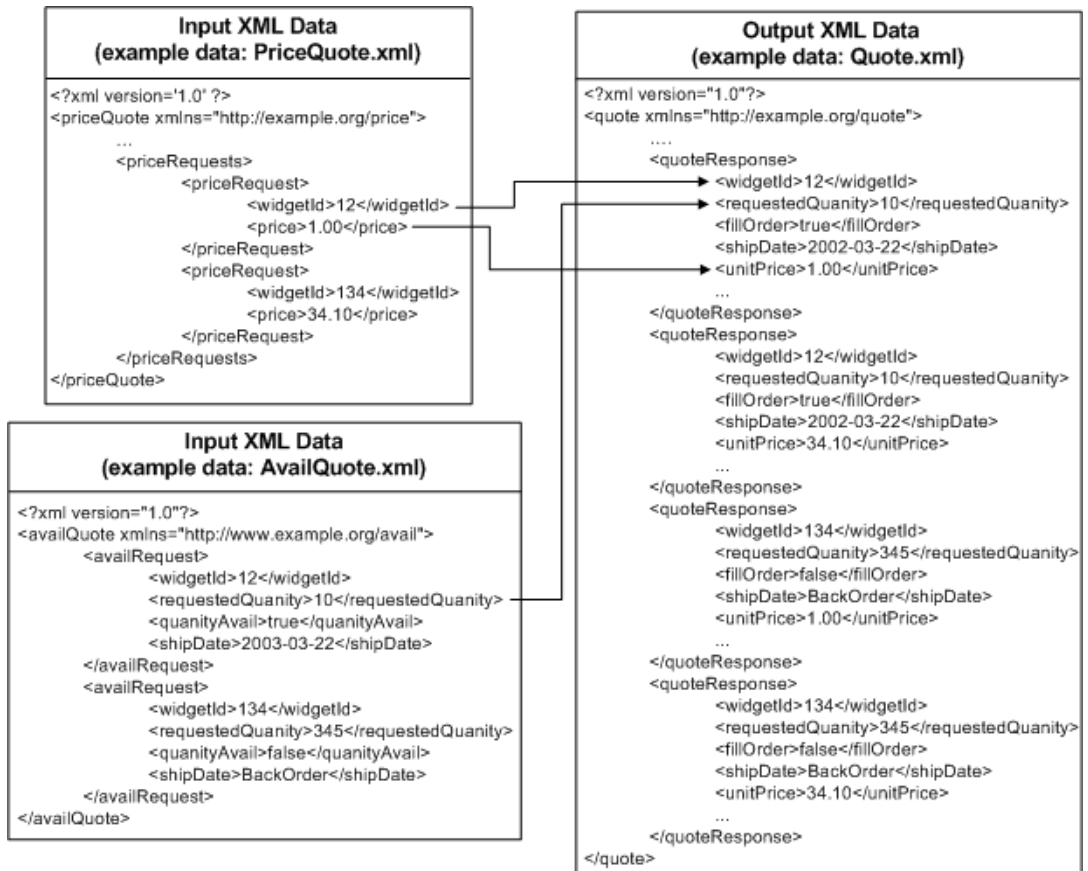 Input XML Data
(example data: PriceQuote.xml)
<?xml version='1.0' ?>
<priceQuote xmlns="http://example.org/price">
...
<priceRequests>
<priceRequest>
<widgetId>12</widgetId>
<price>1.00</price>
</priceRequest>
<priceRequest>
<widgetId>134</widgetId>
<price>34.10</price>
</priceRequest>
</priceRequests>
</priceQuote>
Input XML Data
(example data: AvailQuote.xml)
<?xml version="1.0"?>
<availQuote xmlns="http://www.example.org/avail">
<availRequest>
<widgetId>12</widgetId>
<requestedQuanity>10</requestedQuanity>
<quanityAvail>true</quanityAvail>
<shipDate>2003-03-22</shipDate>
</availRequest>
<availRequest>
<widgetId>134</widgetId>
<requestedQuanity>345</requestedQuanity>
<quanityAvail>false</quanityAvail>
<shipDate>BackOrder</shipDate>
</availRequest>
</availQuote>
Output XML Data
(example data: Quote.xml)
<?xml version="1.0"?>
<quote xmlns="http://example.org/quote">
....
<quoteResponse>
<widgetId>12</widgetId>
<requestedQuanity>10</requestedQuanity>
<fillOrder>true</fillOrder>
<shipDate>2002-03-22</shipDate>
<unitPrice>1.00</unitPrice>
...
</quoteResponse>
<quoteResponse>
<widgetId>12</widgetId>
<requestedQuanity>10</requestedQuanity>
<fillOrder>true</fillOrder>
<shipDate>2002-03-22</shipDate>
<unitPrice>34.10</unitPrice>
...
</quoteResponse>
<quoteResponse>
<widgetId>134</widgetId>
<requestedQuanity>345</requestedQuanity>
<fillOrder>false</fillOrder>
<shipDate>BackOrder</shipDate>
<unitPrice>1.00</unitPrice>
...
</quoteResponse>
<quoteResponse>
<widgetId>134</widgetId>
<requestedQuanity>345</requestedQuanity>
<fillOrder>false</fillOrder>
<shipDate>BackOrder</shipDate>
<unitPrice>34.10</unitPrice>
...
</quoteResponse>
</quote>